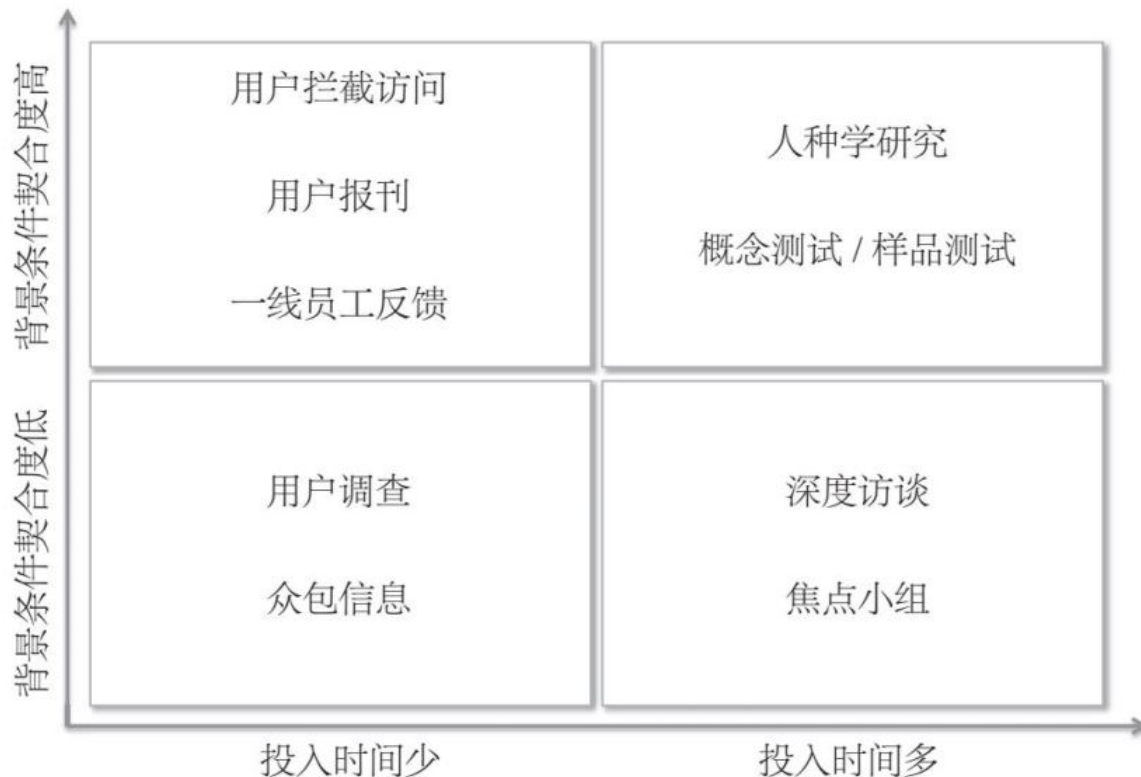 背景条件契合度高
用户拦截访问
用户报刊
一线员工反馈
人种学研究
概念测试 / 样品测试
背景条件契合度低
用户调查
众包信息
深度访谈
焦点小组
投入时间少
投入时间多